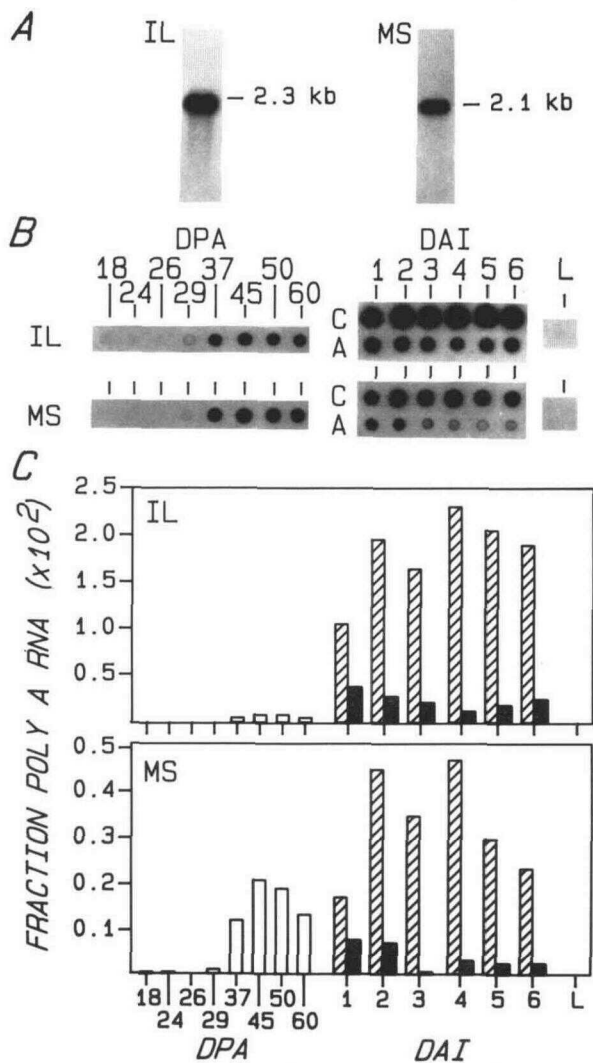 A
IL
2.3 kb
MS
2.1 kb
B
DPA
18 26 37 50
24 29 45 60
DAI
1 2 3 4 5 6 L
IL
C
A
MS
C
A
C
FRACTION POLY A RNA (x10²)
2.5
2.0
1.5
1.0
0.5
IL
0.5
0.4
0.3
0.2
0.1
MS
18 26 37 50
24 29 45 60
DPA
1 2 3 4 5 6 L
DAI